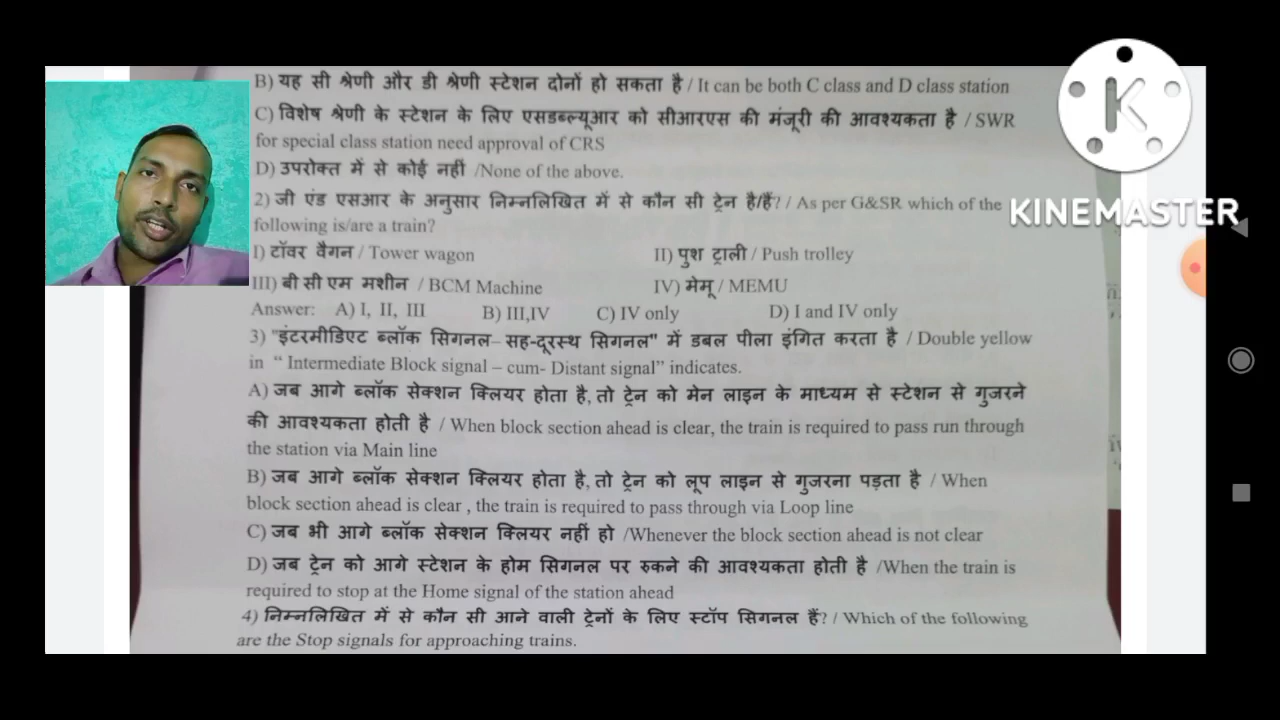 B) यह सी श्रेणी और डी श्रेणी स्टेशन दोनों हो सकता है / It can be both C class and D class station
C) विशेष श्रेणी के स्टेशन के लिए एसडब्ल्यूआर को सीआरएस की मंजूरी की आवश्यकता है / SWR
for special class station need approval of CRS
D) उपरोक्त में से कोई नहीं /None of the above.
2) जी एंड एसआर के अनुसार निम्नलिखित में से कौन सी ट्रेन है/हैं? / As per G&SR which of the
following is/are a train?
I) टॉवर वैगन / Tower wagon II) पुश ट्राली / Push trolley
III) बी सी एम मशीन / BCM Machine IV) मेमू / MEMU
Answer: A) I, II, III B) III,IV C) IV only D) I and IV only
3) "इंटरमीडिएट ब्लॉक सिगनल– सह-दूरस्थ सिगनल" में डबल पीला इंगित करता है / Double yellow
in “ Intermediate Block signal – cum- Distant signal” indicates.
A) जब आगे ब्लॉक सेक्शन क्लियर होता है, तो ट्रेन को मेन लाइन के माध्यम से स्टेशन से गुजरने
की आवश्यकता होती है / When block section ahead is clear, the train is required to pass run through
the station via Main line
B) जब आगे ब्लॉक सेक्शन क्लियर होता है, तो ट्रेन को लूप लाइन से गुजरना पड़ता है / When
block section ahead is clear , the train is required to pass through via Loop line
C) जब भी आगे ब्लॉक सेक्शन क्लियर नहीं हो /Whenever the block section ahead is not clear
D) जब ट्रेन को आगे स्टेशन के होम सिगनल पर रुकने की आवश्यकता होती है /When the train is
required to stop at the Home signal of the station ahead
4) निम्नलिखित में से कौन सी आने वाली ट्रेनों के लिए स्टॉप सिगनल हैं? / Which of the following
are the Stop signals for approaching trains.
K
KINEMASTER